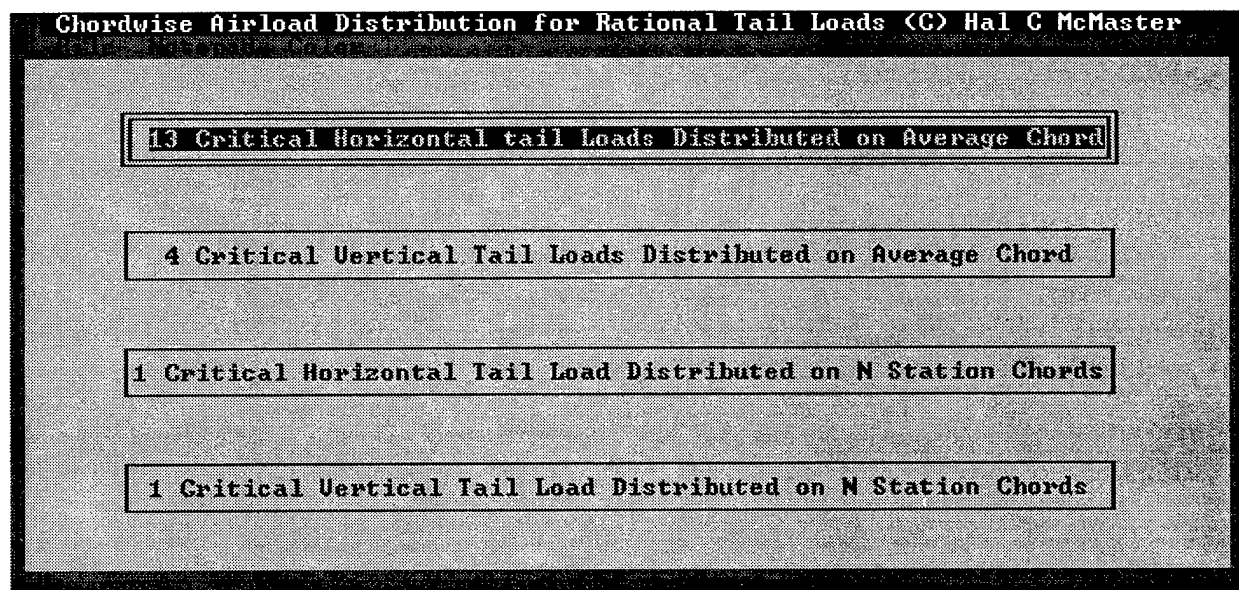 Chordwise Airload Distribution for Rational Tail Loads (C) Hal C McMaster
13 Critical Horizontal tail Loads Distributed on Average Chord
4 Critical Vertical Tail Loads Distributed on Average Chord
1 Critical Horizontal Tail Load Distributed on N Station Chords
1 Critical Vertical Tail Load Distributed on N Station Chords